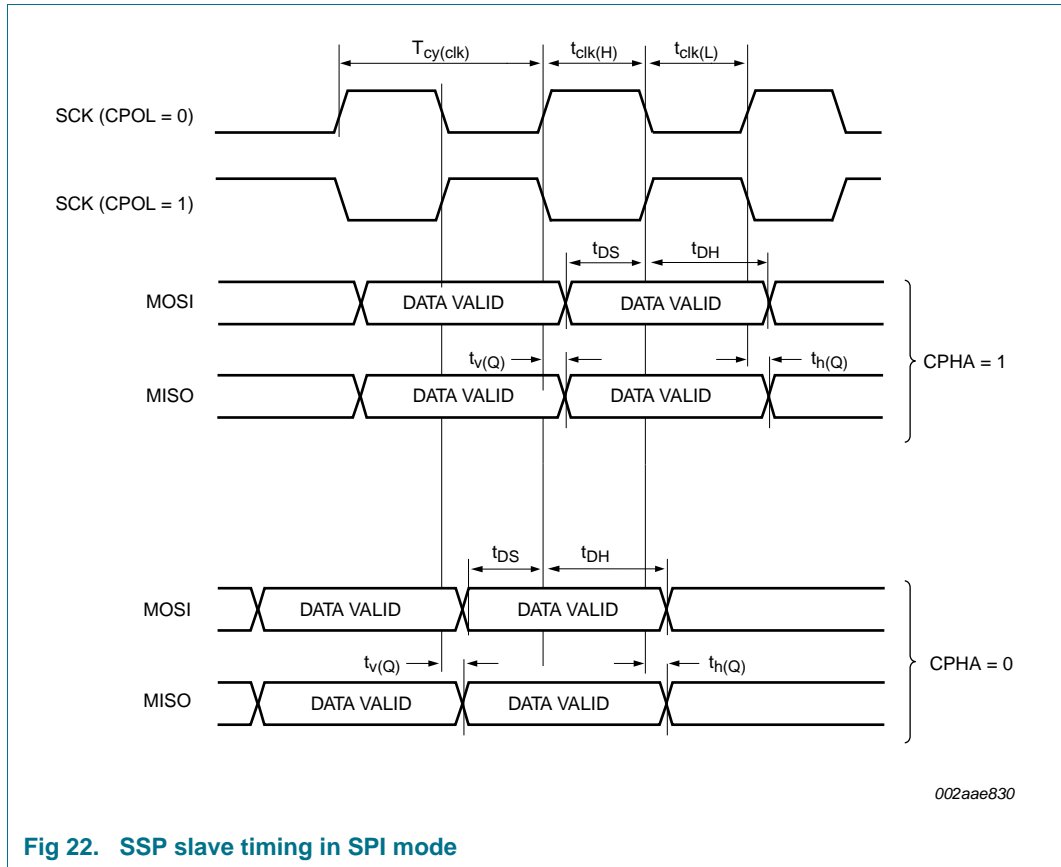 Tcy(clk) tclk(H) tclk(L)
SCK (CPOL = 0)
SCK (CPOL = 1)
tDS tDH
MOSI DATA VALID DATA VALID
tv(Q) th(Q)
CPHA = 1
MISO DATA VALID DATA VALID
tDS tDH
MOSI DATA VALID DATA VALID
tv(Q) th(Q)
CPHA = 0
MISO DATA VALID DATA VALID
002aae830
Fig 22. SSP slave timing in SPI mode